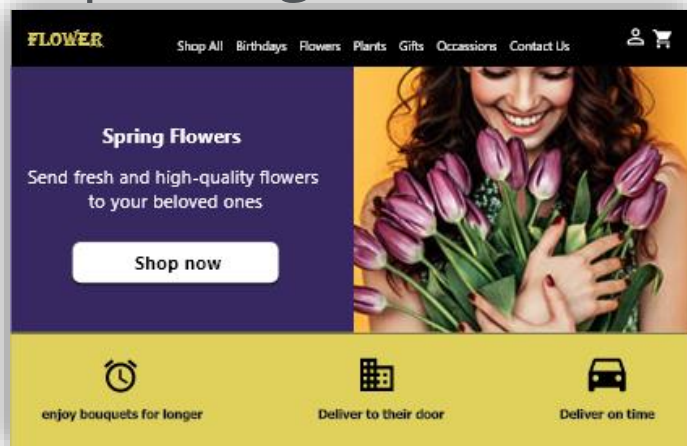 FLOWER
Shop All Birthdays Flowers Plants Gifts Occassions Contact Us
Spring Flowers
Send fresh and high-quality flowers
to your beloved ones
Shop now
enjoy bouquets for longer Deliver to their door Deliver on time